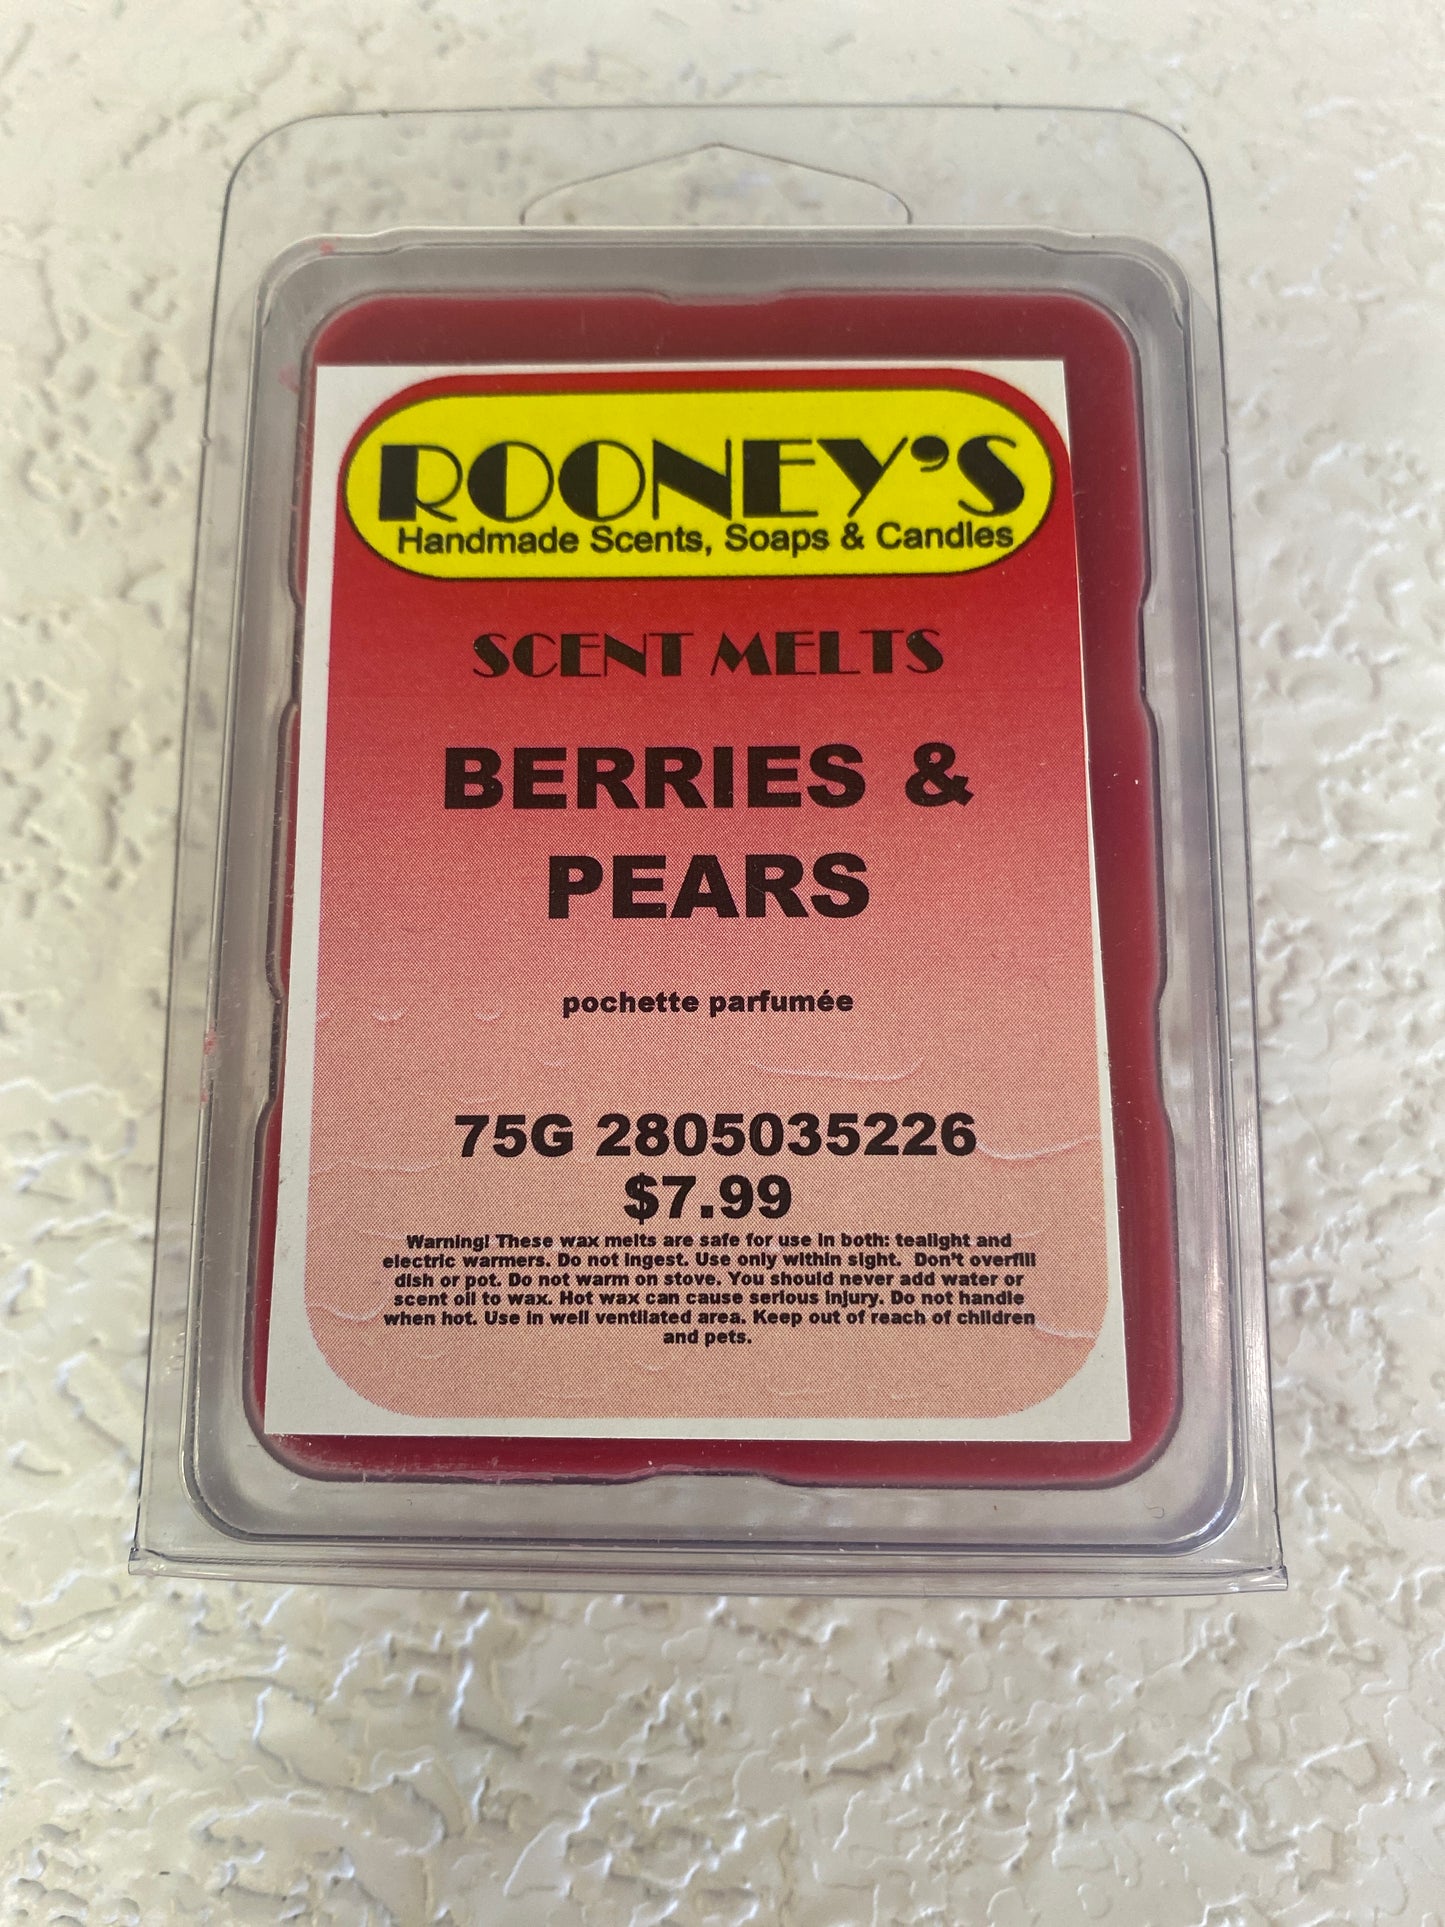 ROONEY'S
Handmade Scents, Soaps & Candles
SCENT MELTS
BERRIES &
PEARS
pochette parfumée
75G 2805035226
$7.99
Warning! These wax melts are safe for use in both: tealight and
electric warmers. Do not ingest. Use only within sight. Don't overfill
dish or pot. Do not warm on stove. You should never add water or
scent oil to wax. Hot wax can cause serious injury. Do not handle
when hot. Use in well ventilated area. Keep out of reach of children
and pets.